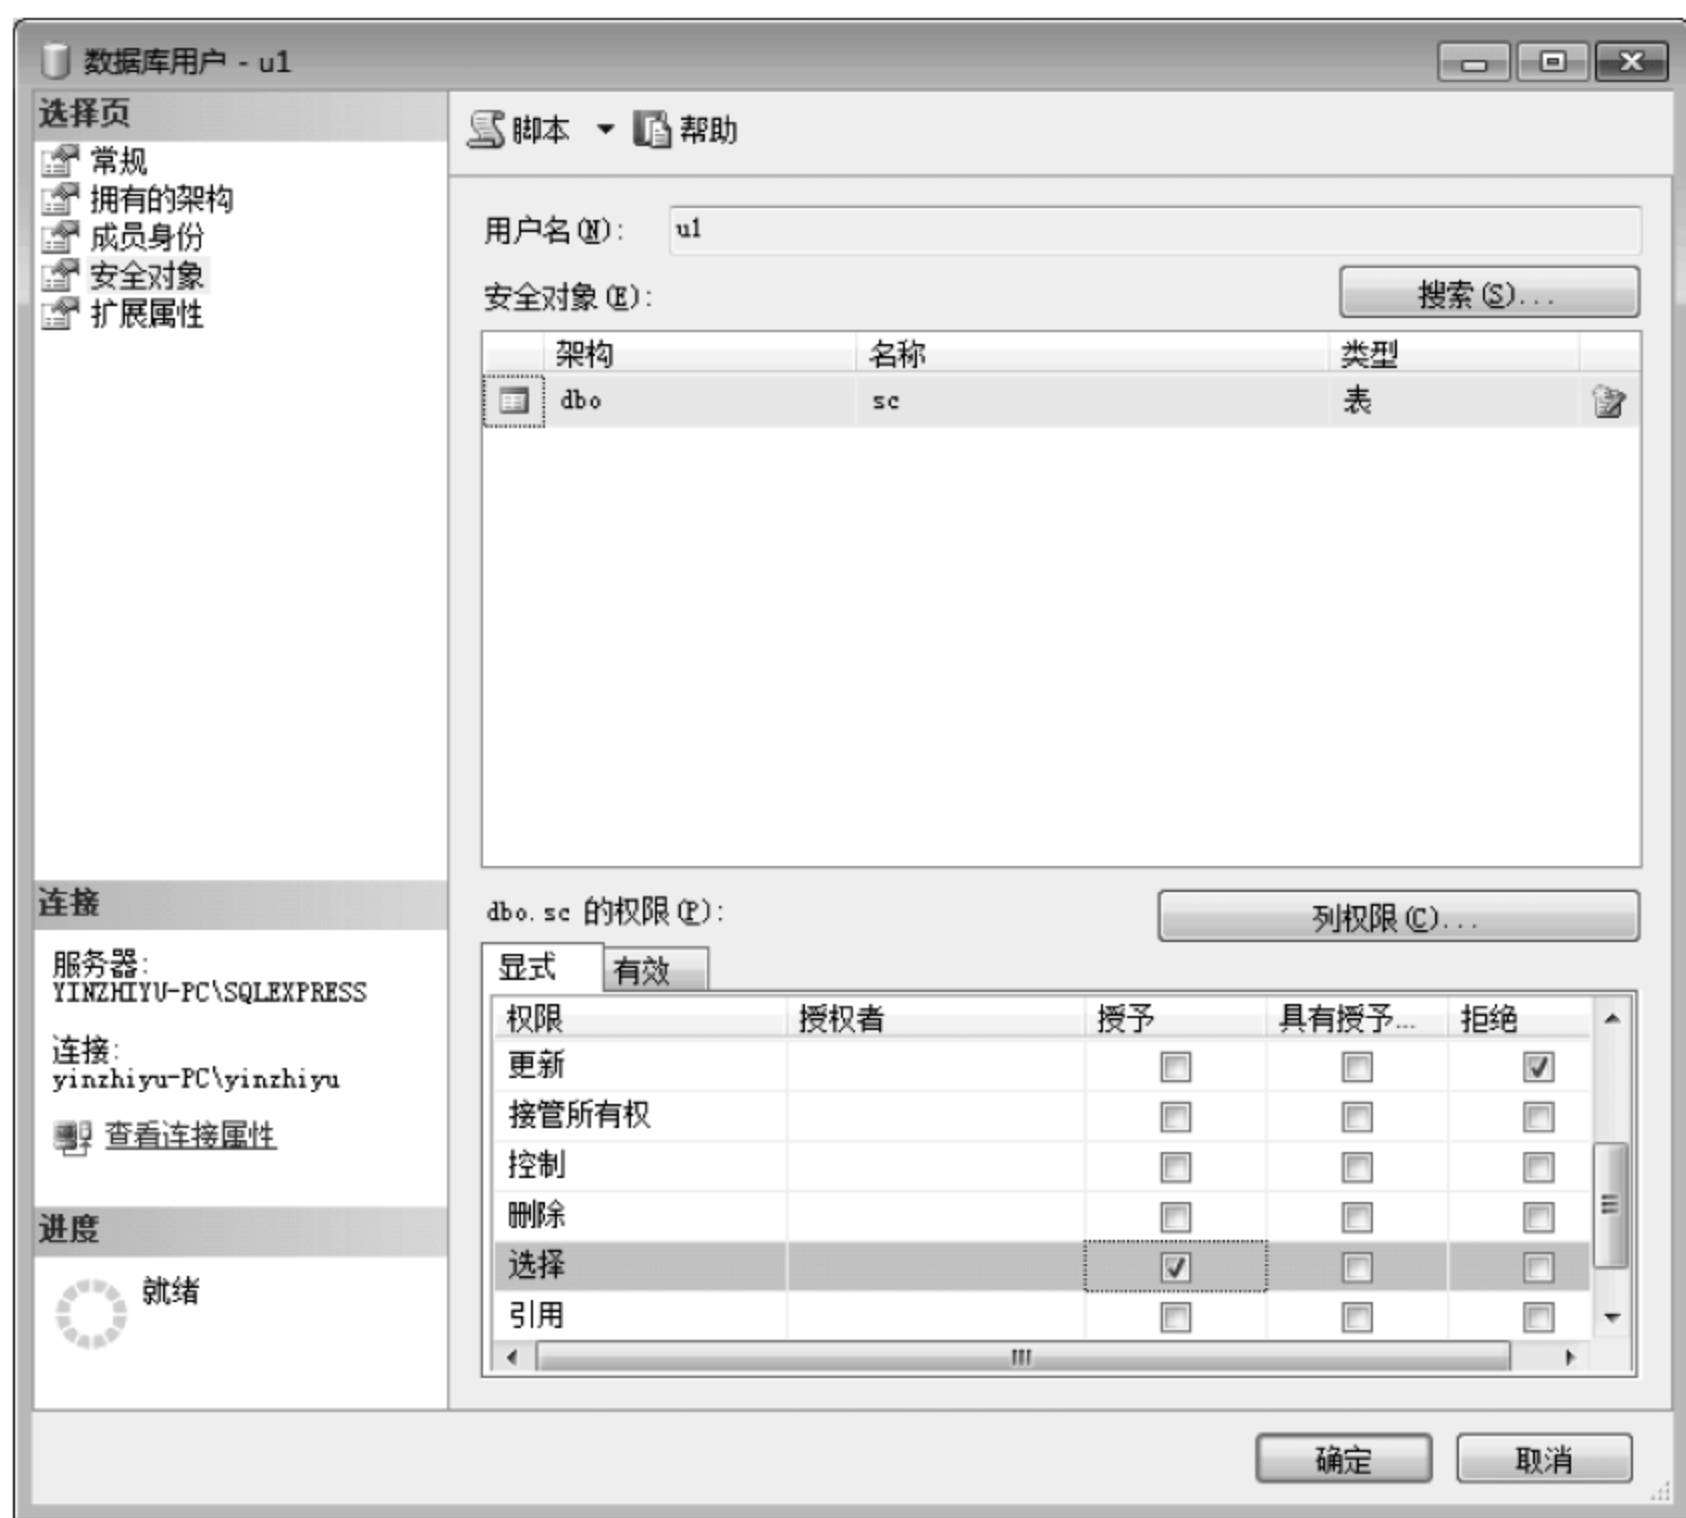 数据库用户 - u1
选择页
常规
拥有的架构
成员身份
安全对象
扩展属性
脚本 帮助
用户名(N): u1
安全对象(E):
搜索(S)...
架构 名称 类型
dbo sc 表
连接
服务器:
YINZHIYU-PC\SQLEXPRESS
连接:
yinzhiyu-PC\yinzhiyu
查看连接属性
进度
就绪
dbo.sc 的权限(P):
列权限(C)...
显式 有效
权限 授权者 授予 具有授予... 拒绝
更新
接管所有权
控制
删除
选择
引用
确定 取消